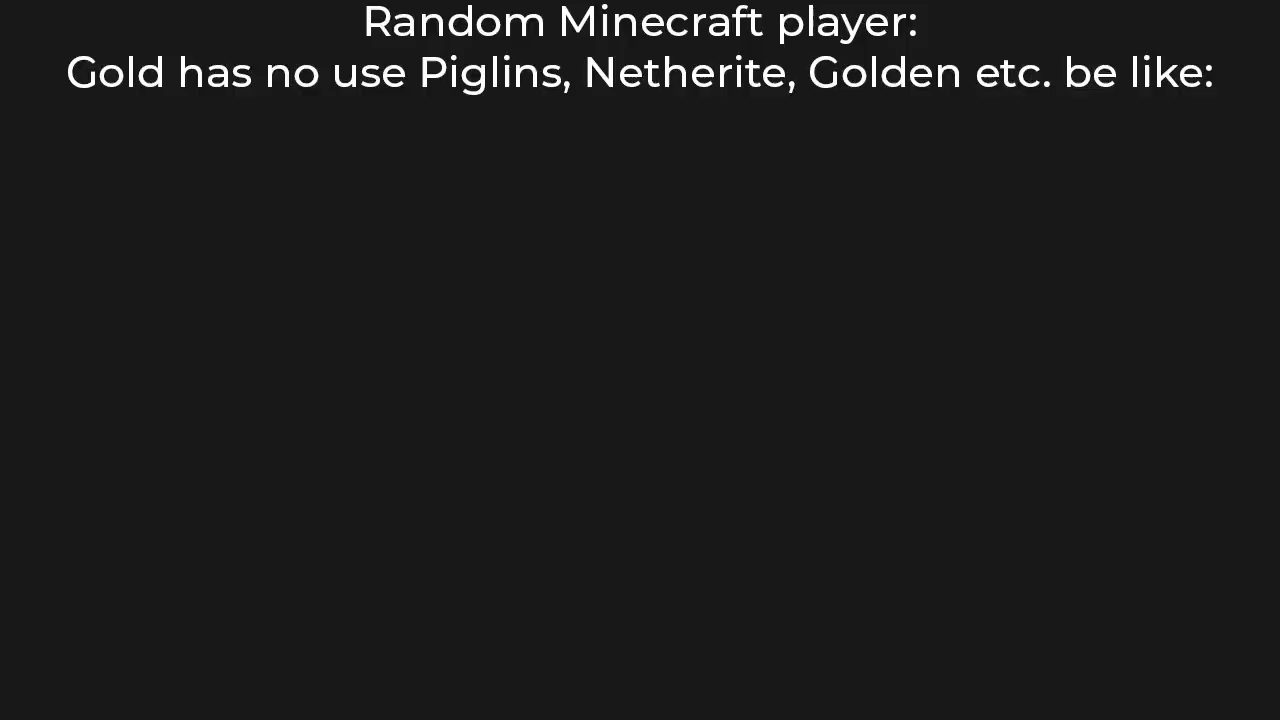 Random Minecraft player:
Gold has no use Piglins, Netherite, Golden etc. be like: